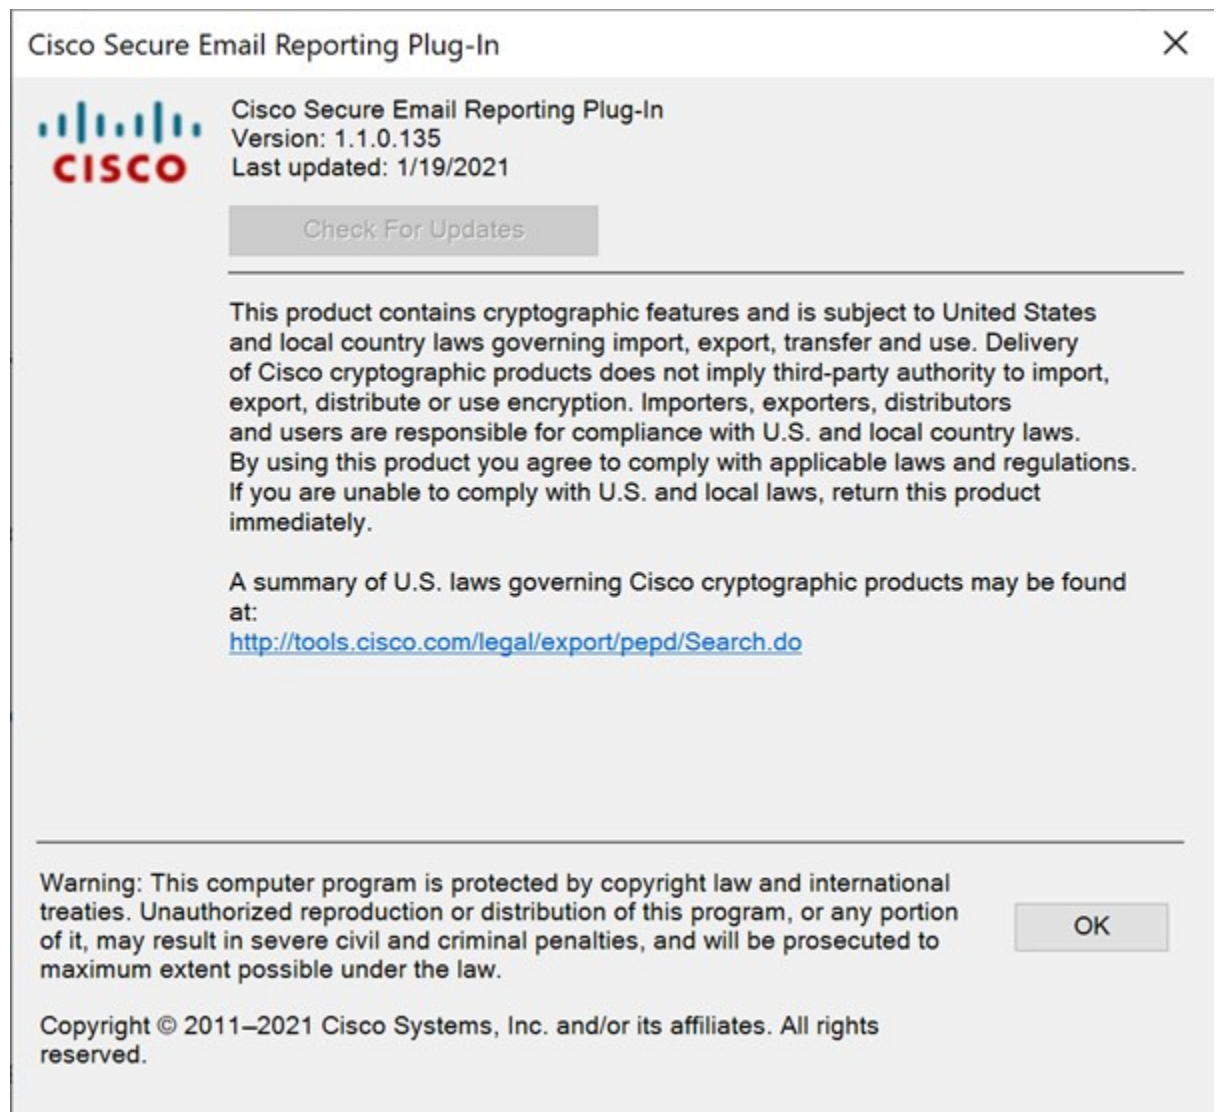 Cisco Secure Email Reporting Plug-In
CISCO
Cisco Secure Email Reporting Plug-In
Version: 1.1.0.135
Last updated: 1/19/2021
Check For Updates
This product contains cryptographic features and is subject to United States
and local country laws governing import, export, transfer and use. Delivery
of Cisco cryptographic products does not imply third-party authority to import,
export, distribute or use encryption. Importers, exporters, distributors
and users are responsible for compliance with U.S. and local country laws.
By using this product you agree to comply with applicable laws and regulations.
If you are unable to comply with U.S. and local laws, return this product
immediately.
A summary of U.S. laws governing Cisco cryptographic products may be found
at:
http://tools.cisco.com/legal/export/pepd/Search.do
Warning: This computer program is protected by copyright law and international
treaties. Unauthorized reproduction or distribution of this program, or any portion
of it, may result in severe civil and criminal penalties, and will be prosecuted to
maximum extent possible under the law.
OK
Copyright © 2011–2021 Cisco Systems, Inc. and/or its affiliates. All rights
reserved.